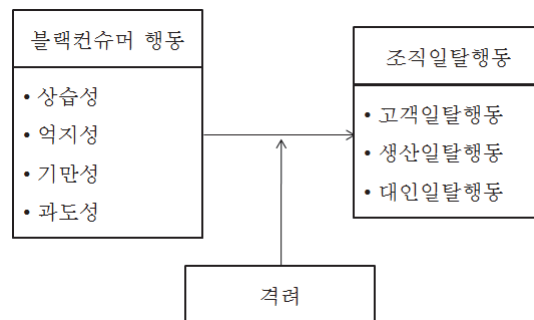 블랙컨슈머 행동
• 상습성
• 억지성
• 기만성
• 과도성
조직일탈행동
• 고객일탈행동
• 생산일탈행동
• 대인일탈행동
격려